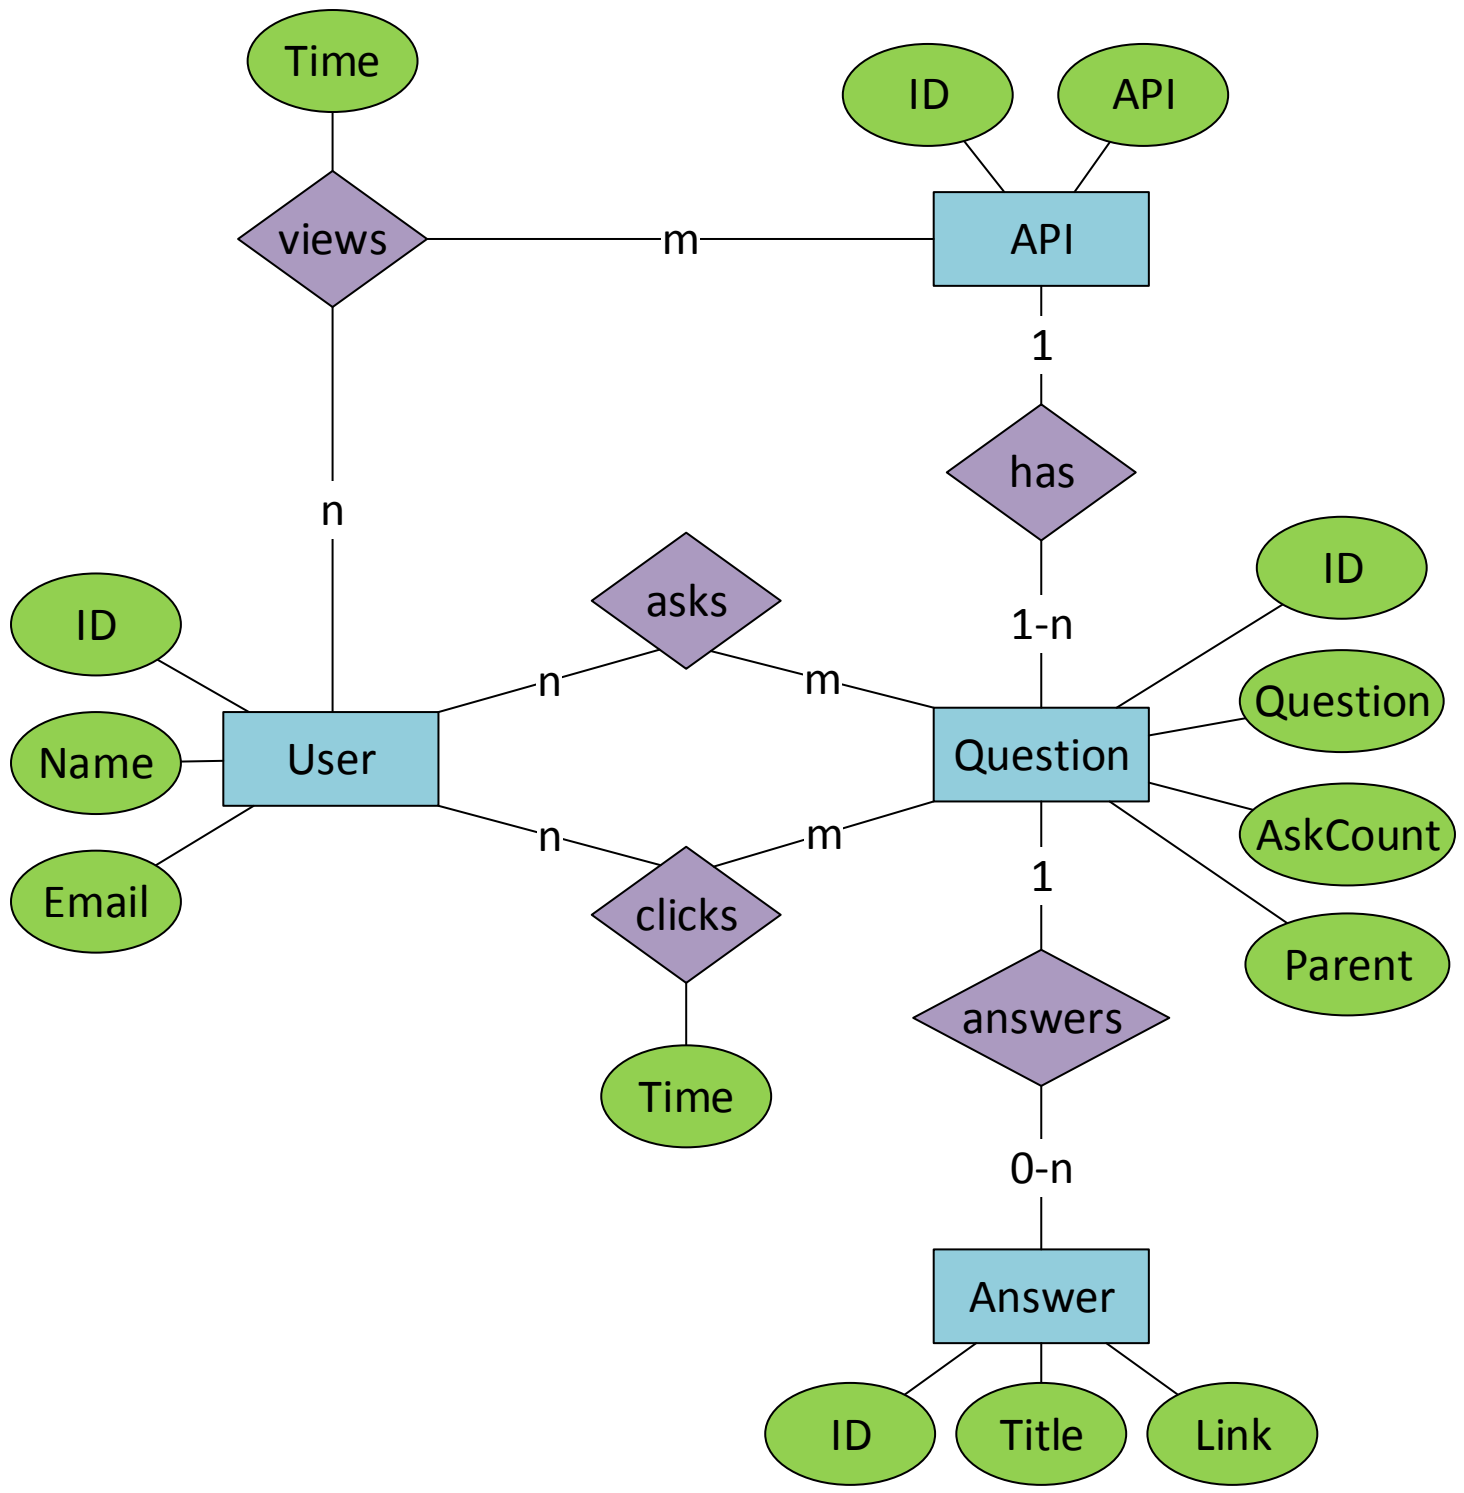 Time
ID
API
views
m
API
1
has
n
asks
ID
ID
1-n
n
m
Question
User
Question
Name
n
m
AskCount
1
Email
clicks
Parent
answers
Time
0-n
Answer
ID
Title
Link